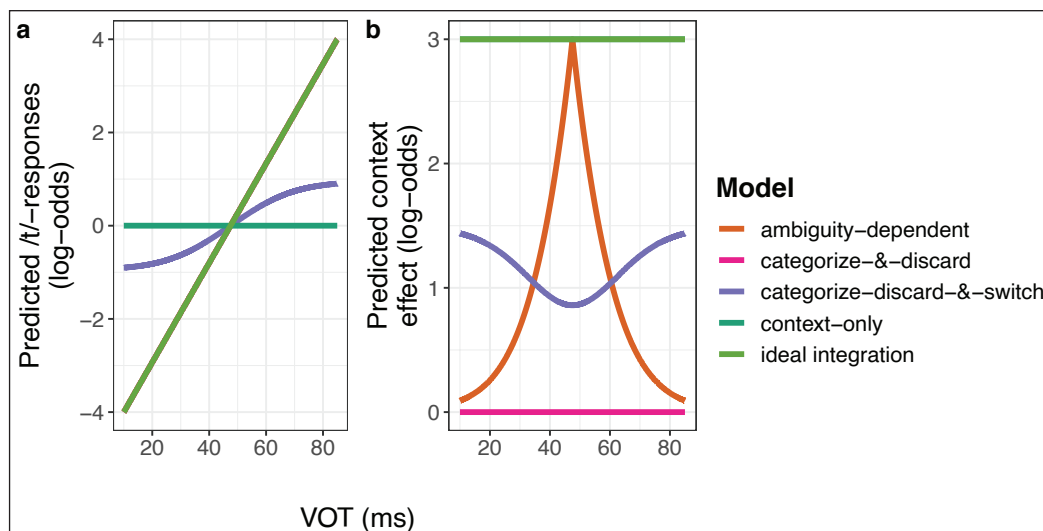 a
b
Predicted /t/−responses
(log−odds)
4
2
0
−2
−4
20 40 60 80
Predicted context
effect (log−odds)
3
2
1
0
20 40 60 80
VOT (ms)
Model
ambiguity−dependent
categorize−&−discard
categorize−discard−&−switch
context−only
ideal integration